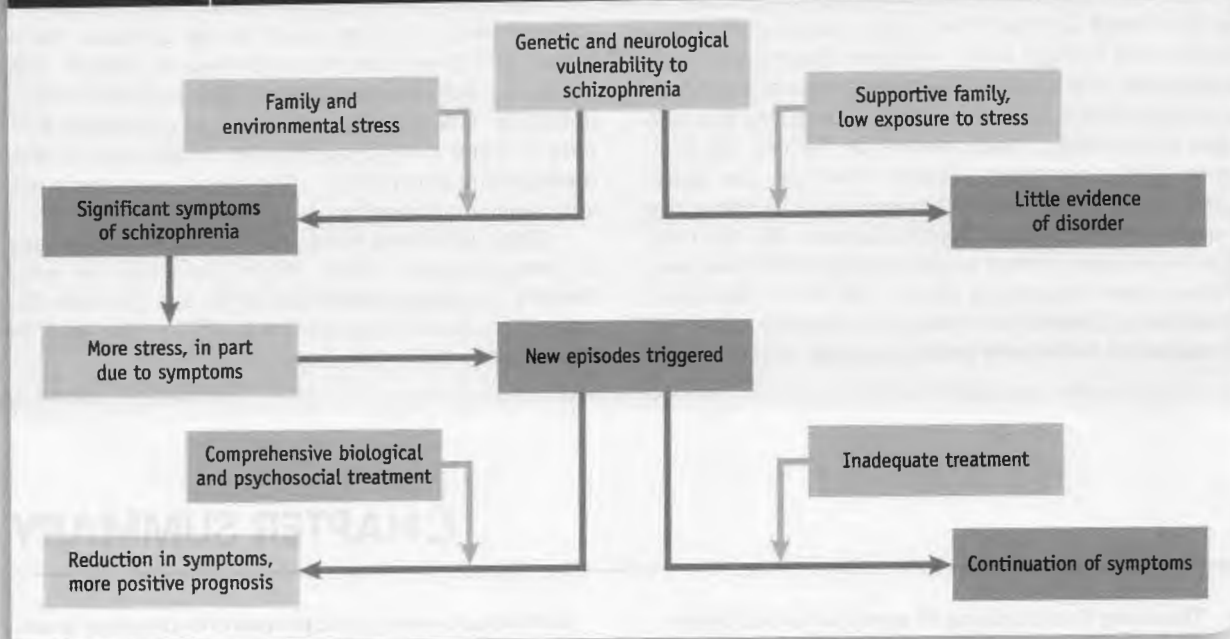 Genetic and neurological
vulnerability to
schizophrenia
Family and
environmental stress
Supportive family,
low exposure to stress
Significant symptoms
of schizophrenia
Little evidence
of disorder
More stress, in part
due to symptoms
New episodes triggered
Comprehensive biological
and psychosocial treatment
Inadequate treatment
Reduction in symptoms,
more positive prognosis
Continuation of symptoms